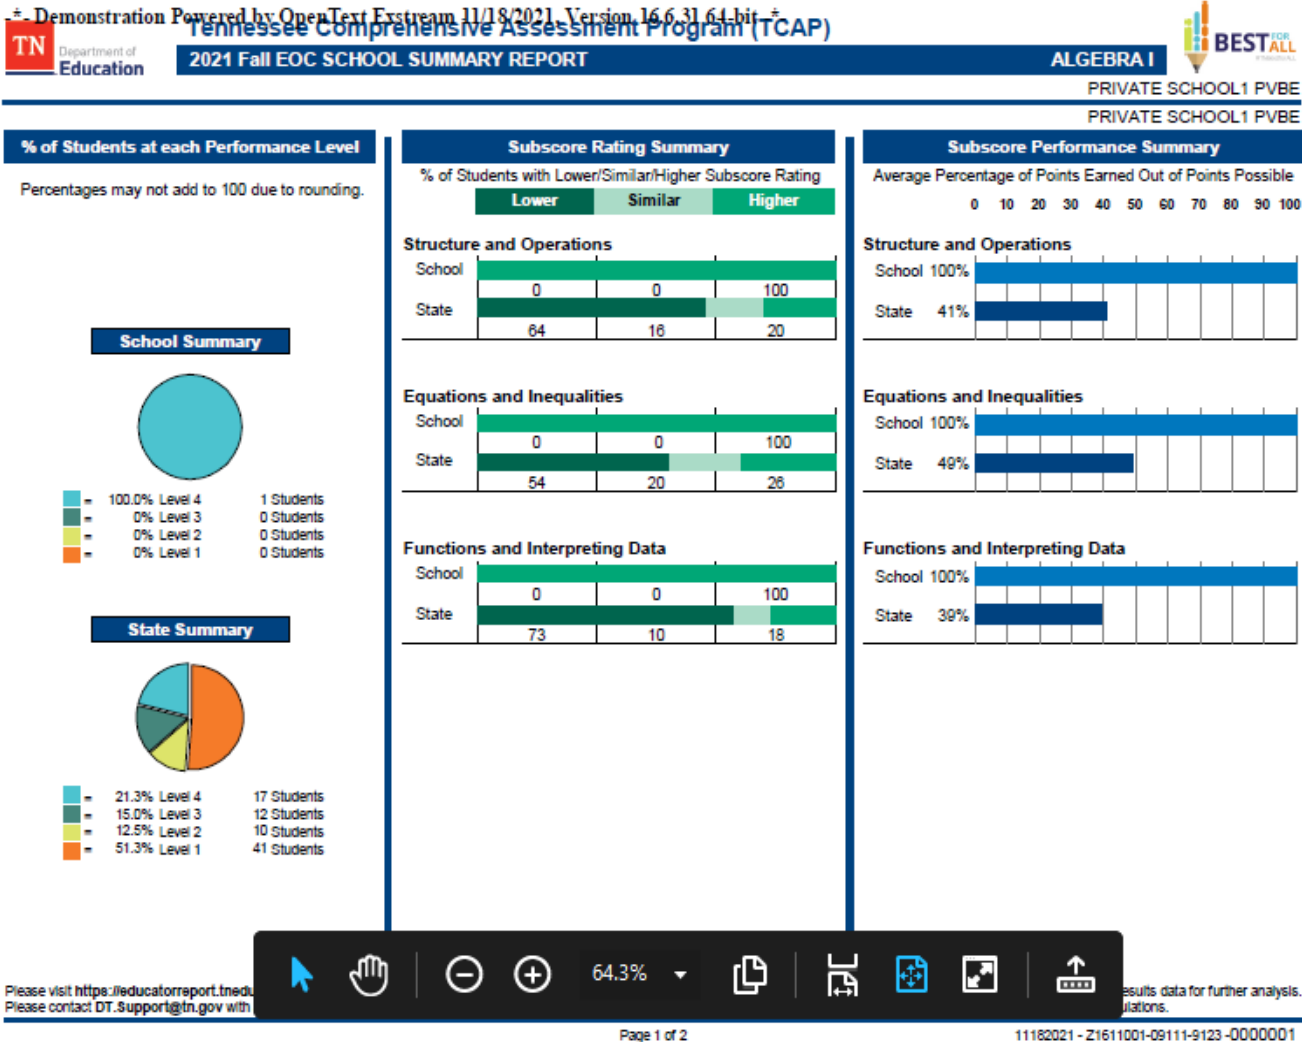 -*- Demonstration Powered by OpenText Exstream 11/18/2021, Version 16.6.31 64-bit -*-
Tennessee Comprehensive Assessment Program (TCAP)
TN
Department of
Education
2021 Fall EOC SCHOOL SUMMARY REPORT
ALGEBRA I
BEST FOR ALL
PRIVATE SCHOOL1 PVBE
PRIVATE SCHOOL1 PVBE
% of Students at each Performance Level
Percentages may not add to 100 due to rounding.
School Summary
= 100.0% Level 4 1 Students
= 0% Level 3 0 Students
= 0% Level 2 0 Students
= 0% Level 1 0 Students
State Summary
= 21.3% Level 4 17 Students
= 15.0% Level 3 12 Students
= 12.5% Level 2 10 Students
= 51.3% Level 1 41 Students
Subscore Rating Summary
% of Students with Lower/Similar/Higher Subscore Rating
Lower Similar Higher
Structure and Operations
School
0 0 100
State
64 16 20
Equations and Inequalities
School
0 0 100
State
54 20 26
Functions and Interpreting Data
School
0 0 100
State
73 10 18
Subscore Performance Summary
Average Percentage of Points Earned Out of Points Possible
0 10 20 30 40 50 60 70 80 90 100
Structure and Operations
School 100%
State 41%
Equations and Inequalities
School 100%
State 49%
Functions and Interpreting Data
School 100%
State 39%
64.3%
Please visit https://educatorreport.tnedu
esults data for further analysis.
Please contact DT.Support@tn.gov with
ulations.
Page 1 of 2
11182021 - Z1611001-09111-9123 -0000001